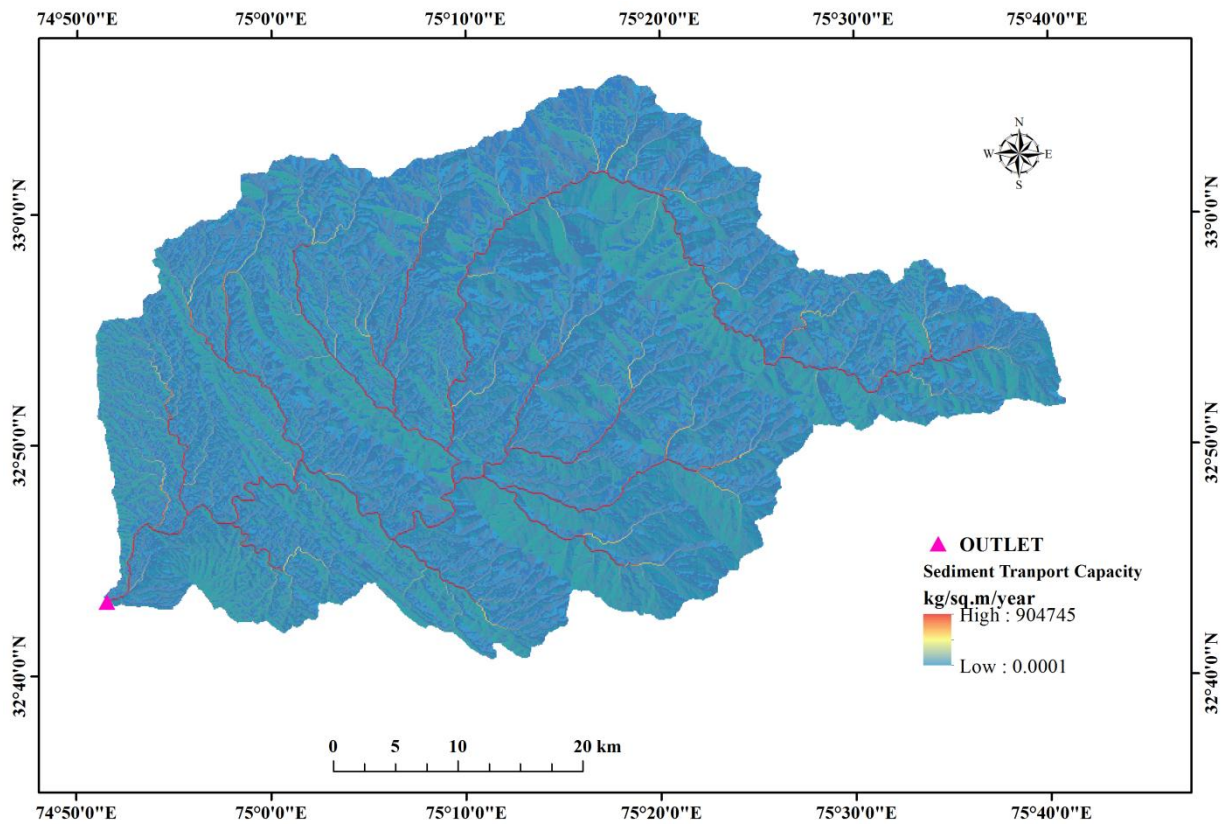 74°50'0"E 75°0'0"E 75°10'0"E 75°20'0"E 75°30'0"E 75°40'0"E
N
W E
S
33°0'0"N 33°0'0"N
32°50'0"N 32°50'0"N
OUTLET
Sediment Tranport Capacity
kg/sq.m/year
High : 904745
Low : 0.0001
32°40'0"N 32°40'0"N
0 5 10 20 km
74°50'0"E 75°0'0"E 75°10'0"E 75°20'0"E 75°30'0"E 75°40'0"E